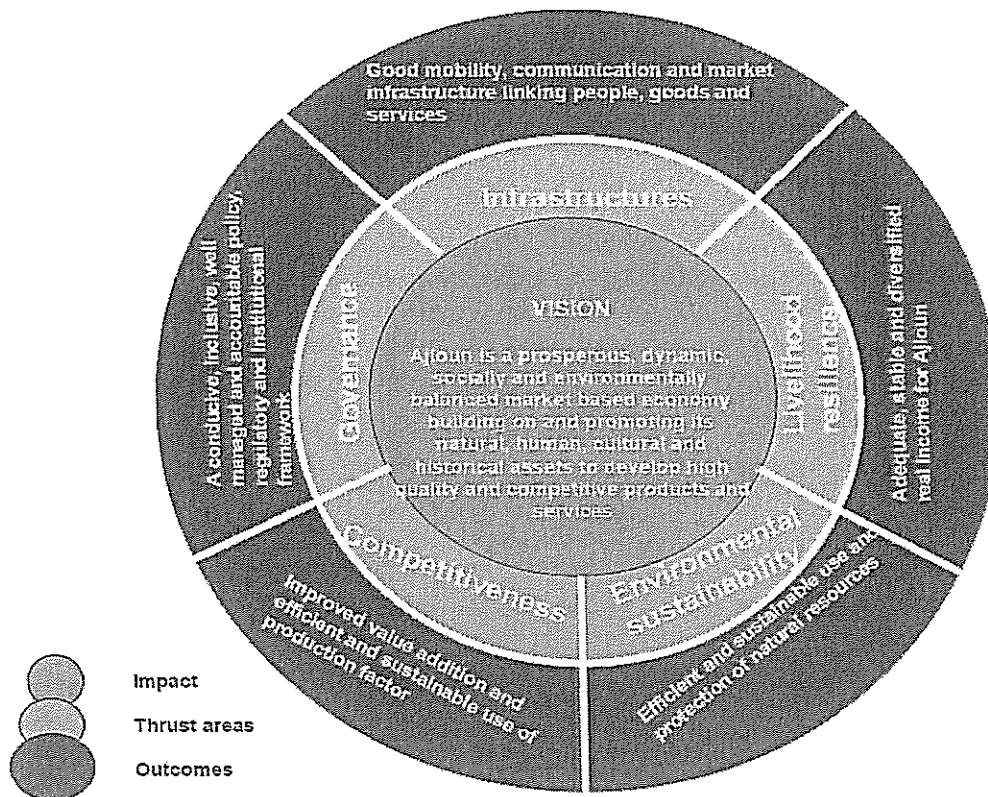 Good mobility, communication and market
infrastructure linking people, goods and
services
Infrastructures
Adequate, stable and diversified
real income for Ajloun
Livelihood
resilience
Efficient and sustainable use and
protection of natural resources
Environmental
sustainability
Improved value addition and
efficient and sustainable use of
production factor
Competitiveness
A conducive, inclusive, well
managed and accountable policy,
regulatory and institutional
framework
Governance
VISION
Ajloun is a prosperous, dynamic,
socially and environmentally
balanced market based economy
building on and promoting its
natural, human, cultural and
historical assets to develop high
quality and competitive products and
services
Impact
Thrust areas
Outcomes